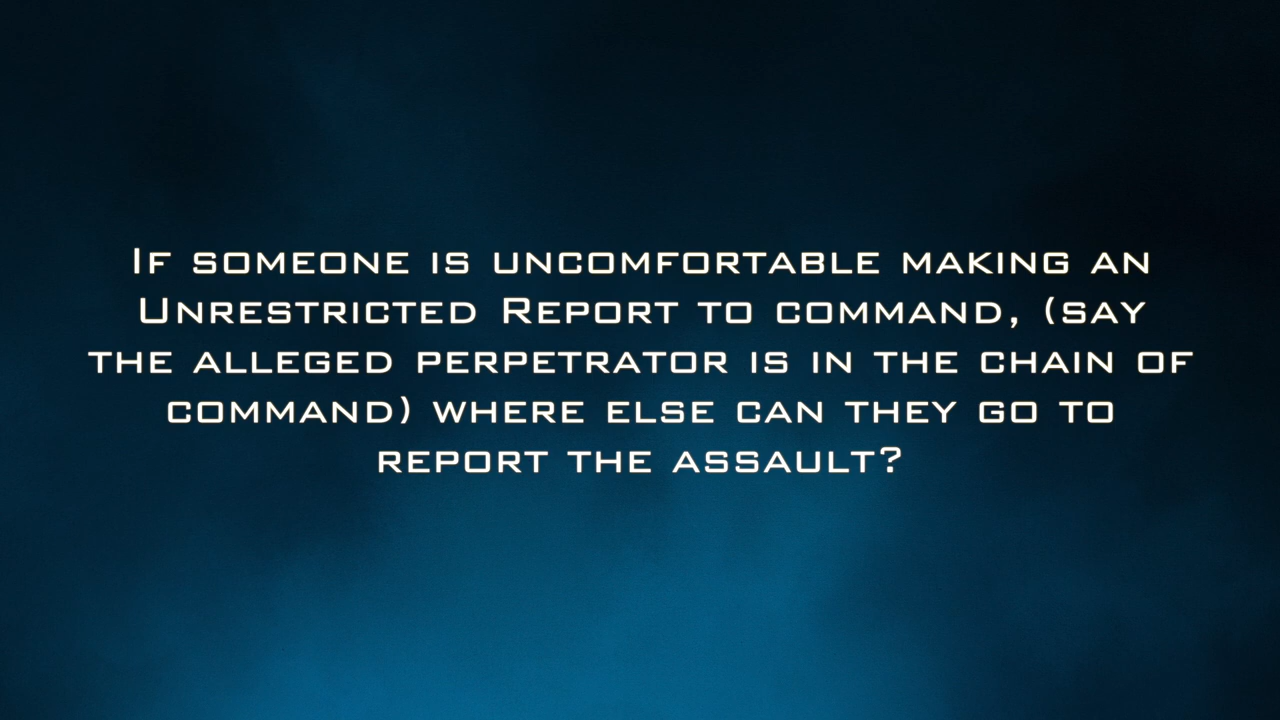 If someone is uncomfortable making an
Unrestricted Report to command, (say
the alleged perpetrator is in the chain of
command) where else can they go to
report the assault?